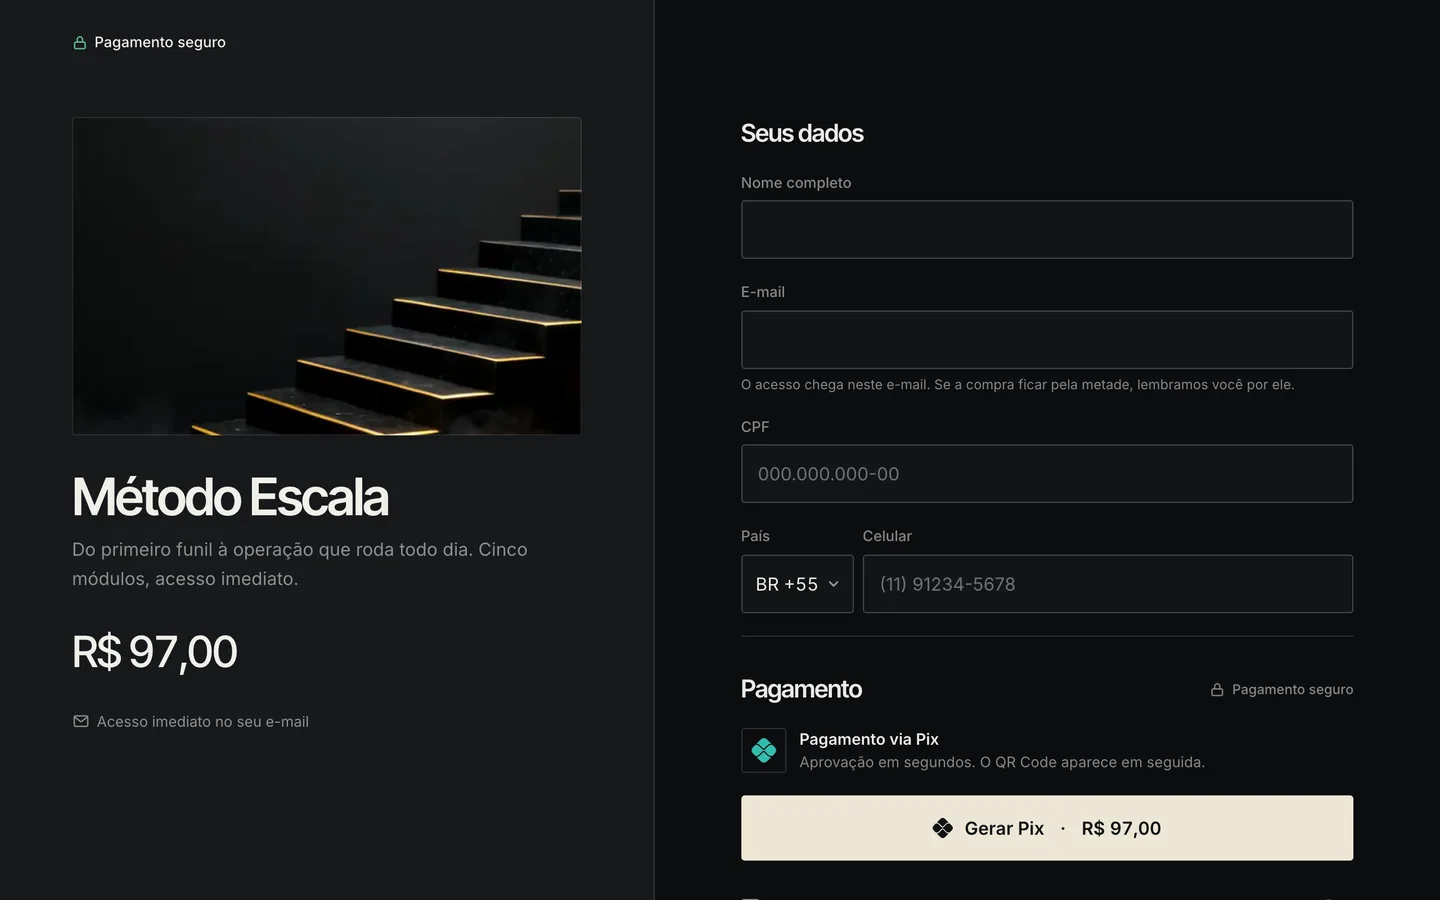 Pagamento seguro
Método Escala
Do primeiro funil à operação que roda todo dia. Cinco
módulos, acesso imediato.
R$ 97,00
Acesso imediato no seu e-mail
Seus dados
Nome completo
E-mail
O acesso chega neste e-mail. Se a compra ficar pela metade, lembramos você por ele.
CPF
000.000.000-00
País
Celular
BR +55
(11) 91234-5678
Pagamento
Pagamento seguro
Pagamento via Pix
Aprovação em segundos. O QR Code aparece em seguida.
Gerar Pix · R$ 97,00